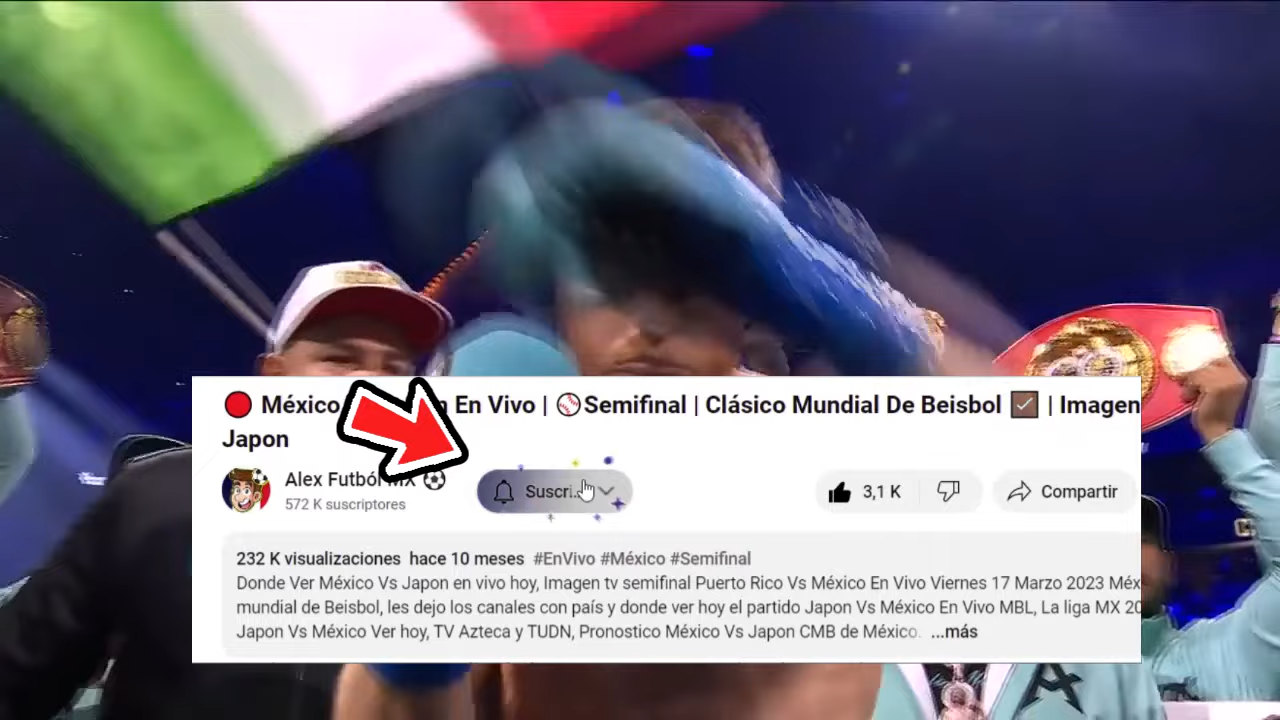 México n En Vivo | Semifinal | Clásico Mundial De Beisbol | Imagen
Japon
Alex Futból MX
572 K suscriptores
Suscri...
3,1 K
Compartir
232 K visualizaciones hace 10 meses #EnVivo #México #Semifinal
Donde Ver México Vs Japon en vivo hoy, Imagen tv semifinal Puerto Rico Vs México En Vivo Viernes 17 Marzo 2023 Méx
mundial de Beisbol, les dejo los canales con país y donde ver hoy el partido Japon Vs México En Vivo MBL, La liga MX 20
Japon Vs México Ver hoy, TV Azteca y TUDN, Pronostico México Vs Japon CMB de México. ...más